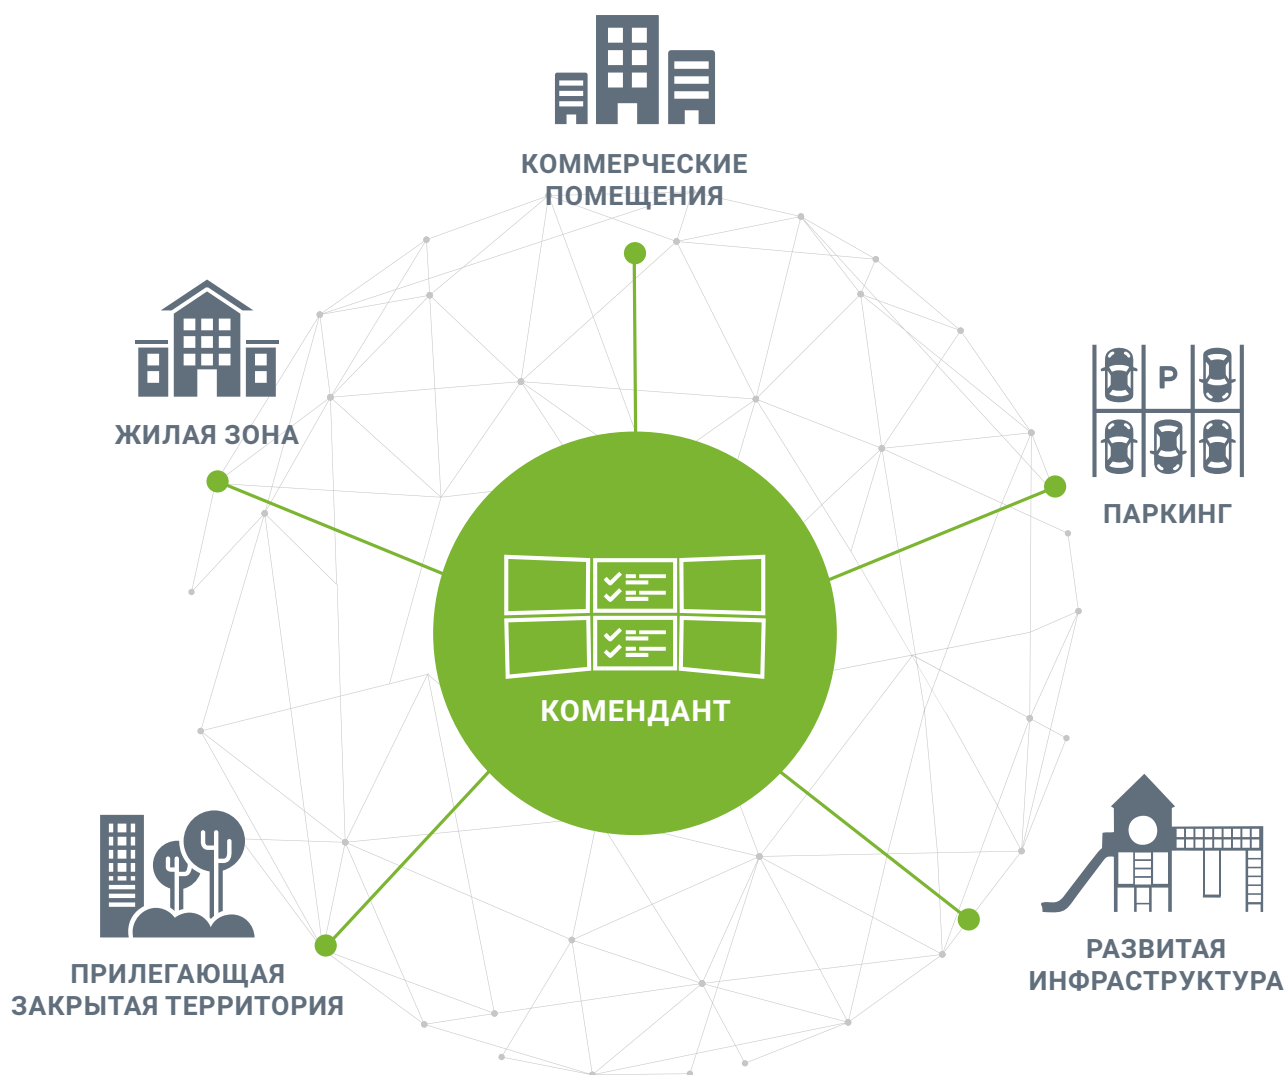 КОММЕРЧЕСКИЕ
ПОМЕЩЕНИЯ
ЖИЛАЯ ЗОНА
P
ПАРКИНГ
КОМЕНДАНТ
ПРИЛЕГАЮЩАЯ
ЗАКРЫТАЯ ТЕРРИТОРИЯ
РАЗВИТАЯ
ИНФРАСТРУКТУРА